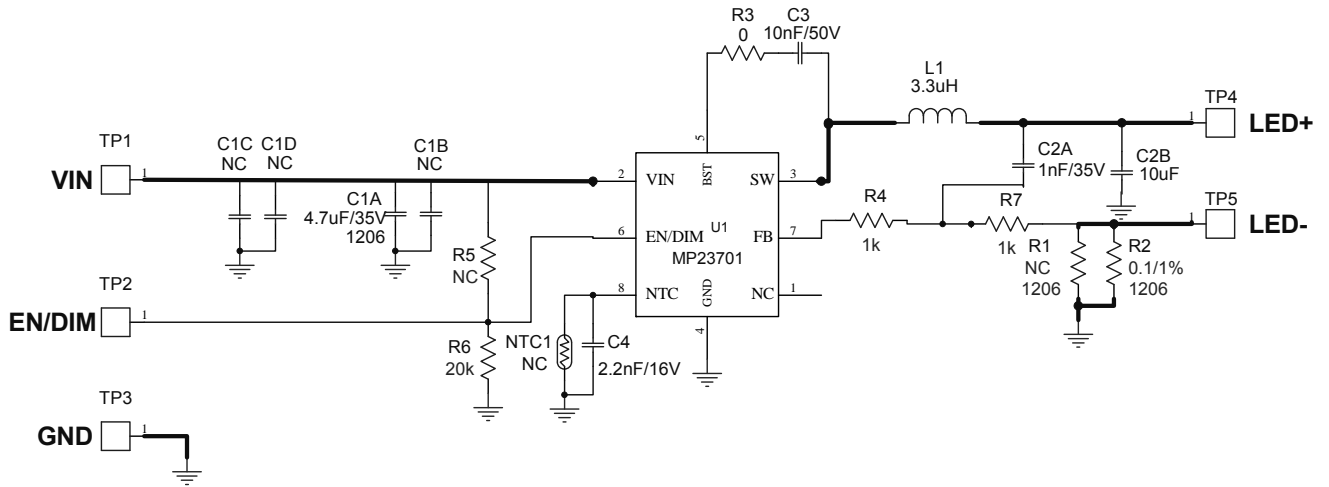 R3
0
C3
10nF/50V
L1
3.3uH
TP4
1
LED+
TP1
1
VIN
C1C
NC
C1D
NC
C1B
NC
C1A
4.7uF/35V
1206
5
BST
2
VIN
SW
3
C2A
1nF/35V
C2B
10uF
R4
1k
R7
1k
TP5
1
LED-
6
EN/DIM
U1
MP23701
FB
7
R5
NC
R1
NC
1206
R2
0.1/1%
1206
8
NTC
GND
NC
1
4
TP2
1
EN/DIM
R6
20k
NTC1
NC
C4
2.2nF/16V
TP3
1
GND